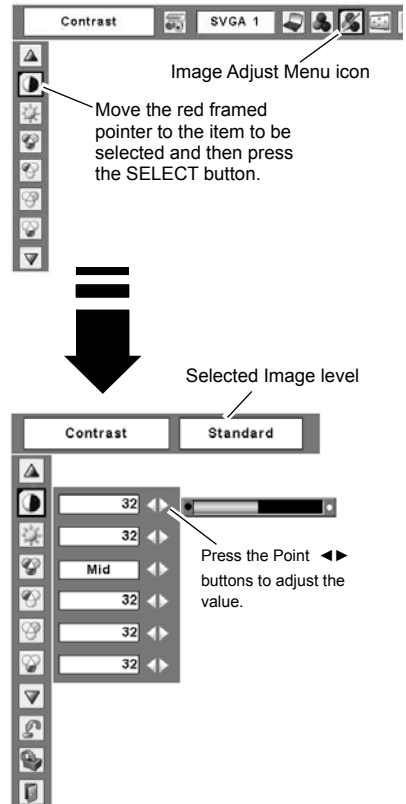 Contrast
SVGA 1
Image Adjust Menu icon
Move the red framed
pointer to the item to be
selected and then press
the SELECT button.
Selected Image level
Contrast
Standard
32
32
Mid
32
32
32
Press the Point ◄►
buttons to adjust the
value.